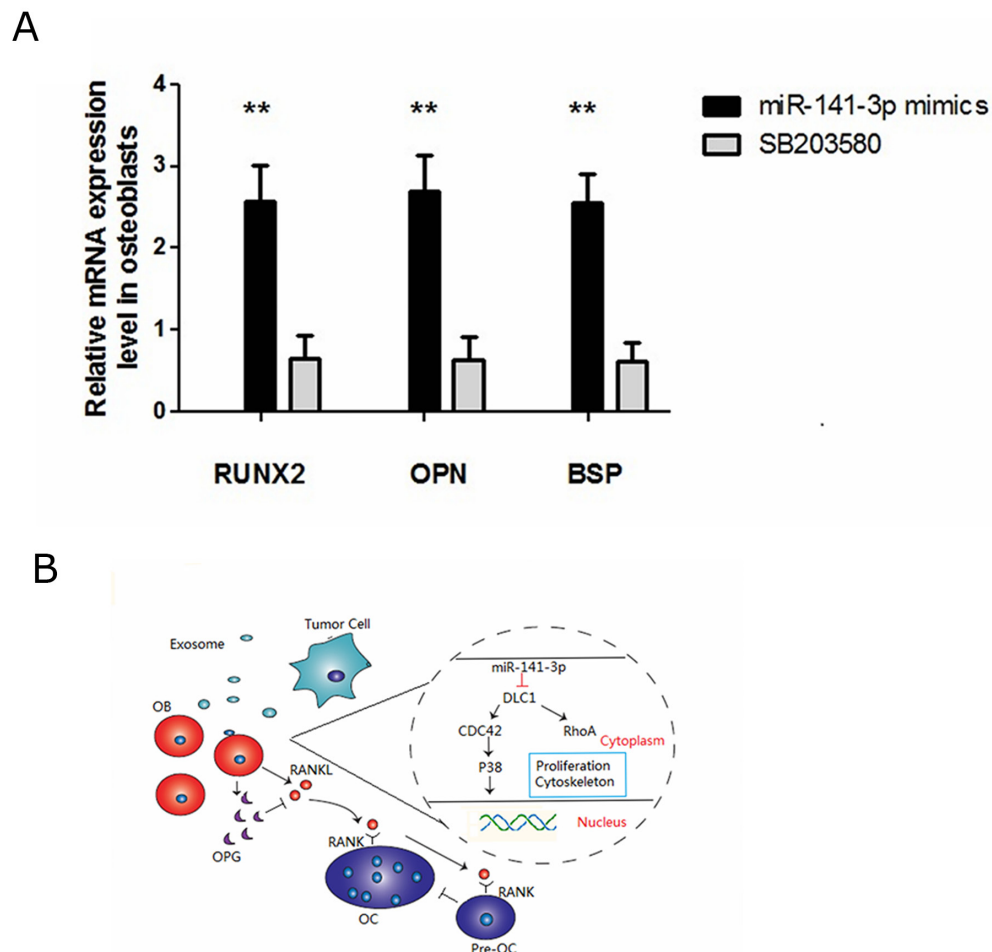 A
Relative mRNA expression
level in osteoblasts
4
3
2
1
0
** ** **
miR-141-3p mimics
SB203580
RUNX2 OPN BSP
B
Tumor Cell
Exosome
OB
RANKL
OPG
RANK
OC
RANK
Pre-OC
miR-141-3p
DLC1
CDC42 RhoA
Cytoplasm
P38
Proliferation
Cytoskeleton
Nucleus